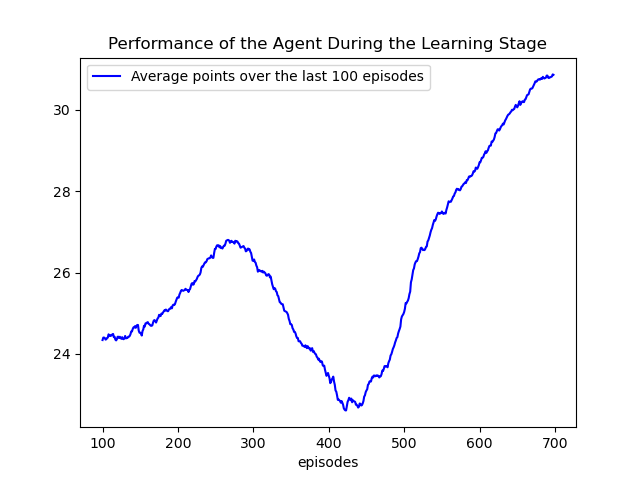 Performance of the Agent During the Learning Stage
Average points over the last 100 episodes
30
28
26
24
100 200 300 400 500 600 700
episodes